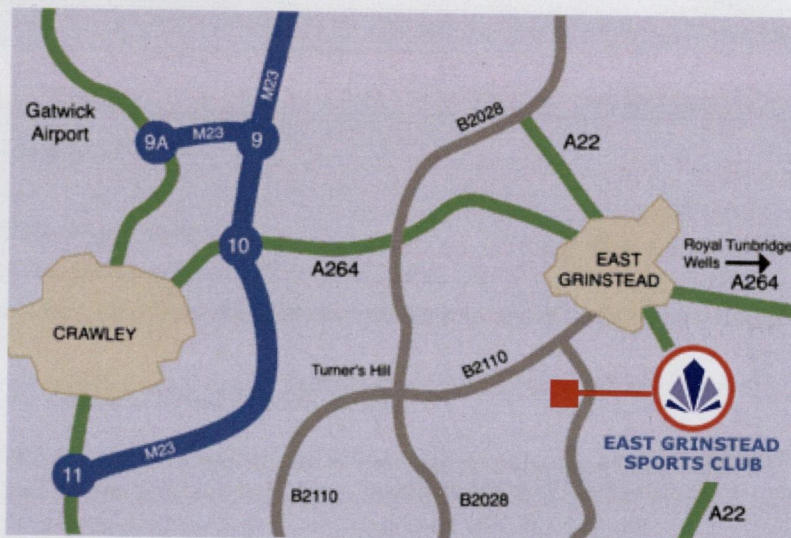 M23
B2028
Gatwick
Airport
9A
M23
9
A22
10
A264
EAST
GRINSTEAD
Royal Tunbridge
Wells
A264
CRAWLEY
Turner's Hill
B2110
M23
11
B2110
B2028
EAST GRINSTEAD
SPORTS CLUB
A22